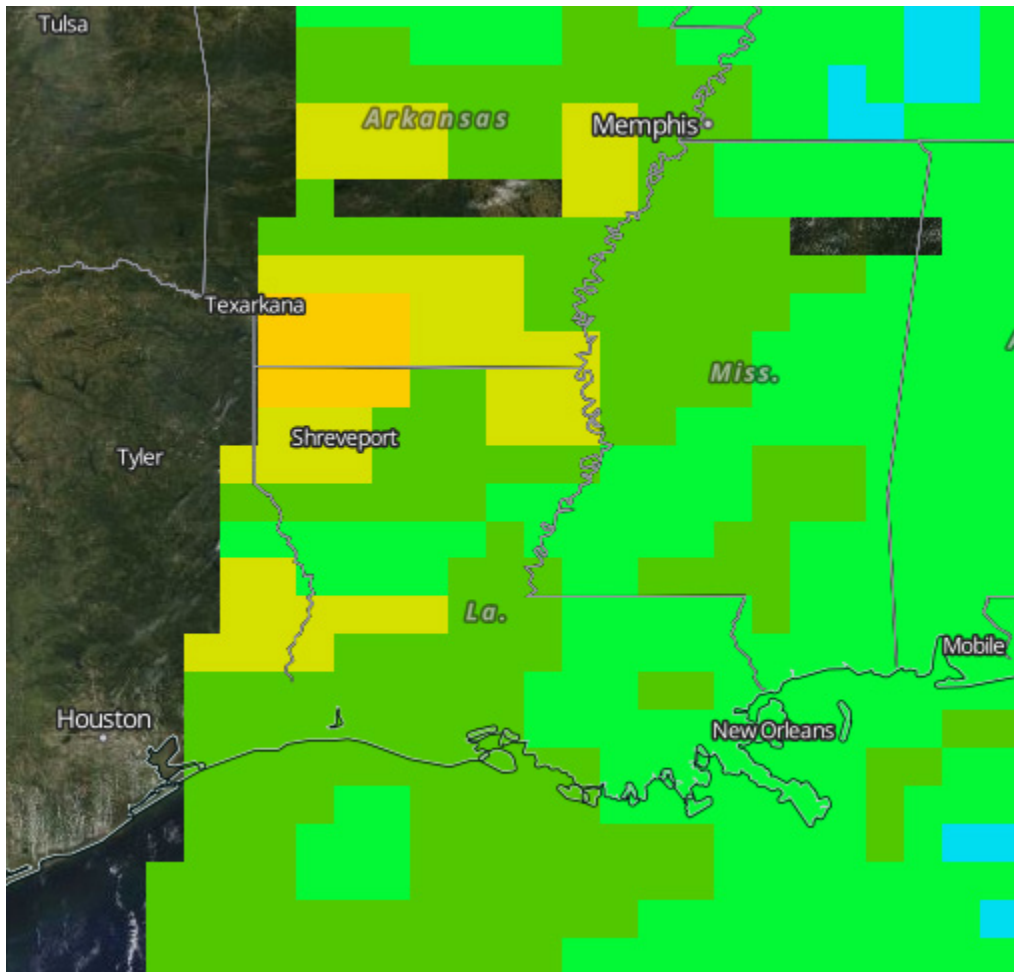 Tulsa
Arkansas
Memphis
Texarkana
Miss.
Shreveport
Tyler
La.
Mobile
Houston
New Orleans